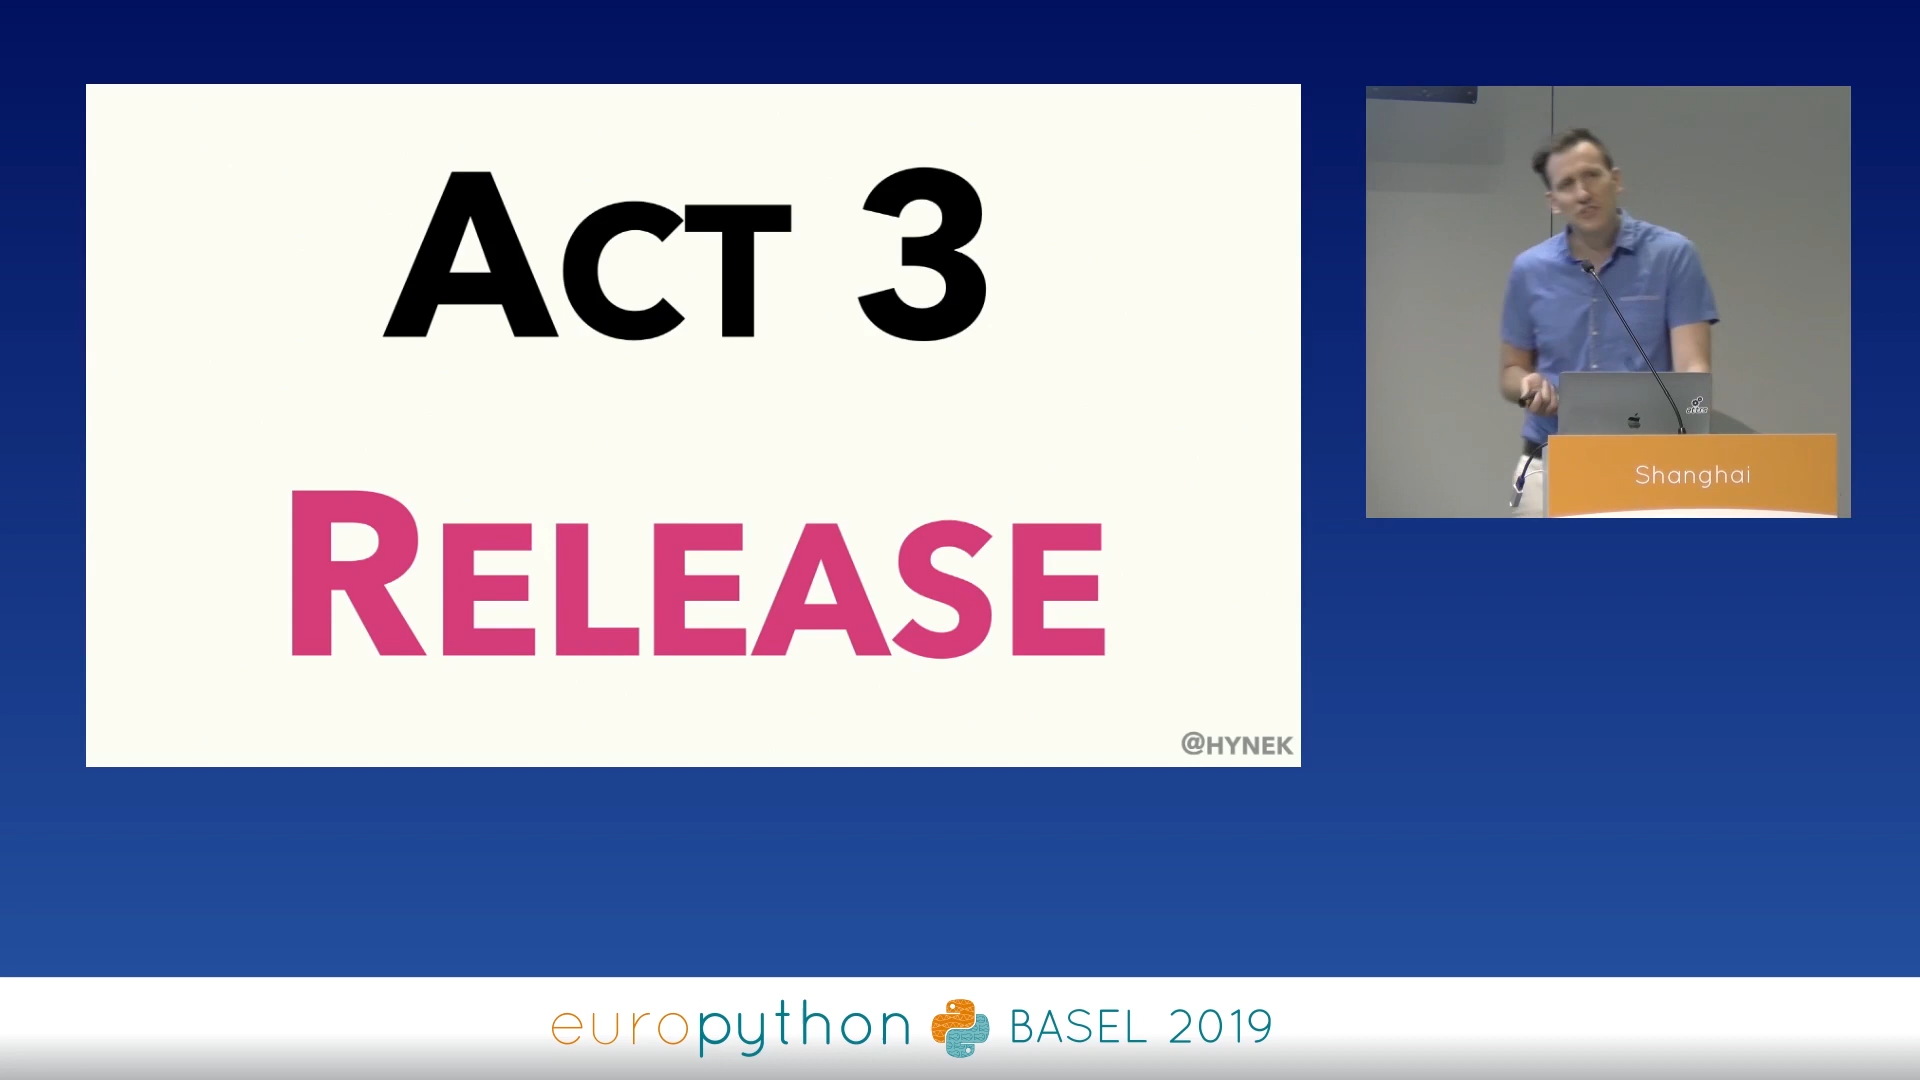 ACT 3
RELEASE
@HYNEK
Shanghai
europython BASEL 2019